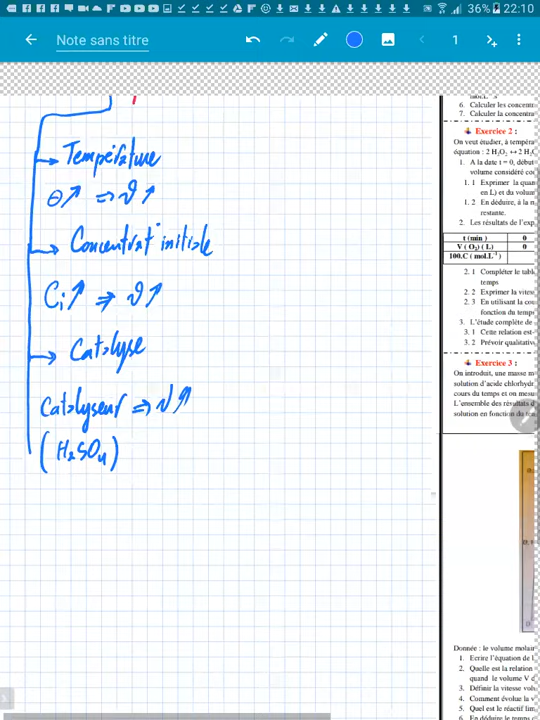 36% 22:10
Note sans titre
1
Température
θ↗ ⇒ v↗
Concentrat° initiale
Ci↗ ⇒ v↗
Catalyse
Catalyseur ⇒ v↗
(H2SO4)
6. Calculer les concentr
7. Calculer la concentra
Exercice 2 :
On veut étudier, à tempéra
équation : 2 H2O2 ↔ 2 H2
1. A la date t = 0, début
volume considéré co
1. 1 Exprimer la quan
en L) et du volum
1. 2 En déduire, à la n
restante.
2. Les résultats de l'exp
t (min) 0
V ( O2) ( L) 0
100.C ( mol.L-1)
2. 1 Compléter le tabl
temps
2. 2 Exprimer la vites
2. 3 En utilisant la co
fonction du temp
3. L'étude complète de
3. 1 Cette relation est
3. 2 Prévoir qualitativ
Exercice 3 :
On introduit, une masse m
solution d'acide chlorhydr
cours du temps et on mesu
L'ensemble des résultats d
solution en fonction du te
Donnée : le volume molair
1. Ecrire l'équation de l
2. Quelle est la relation
quand le volume V d
3. Définir la vitesse volu
4. Comment évolue la v
5. Quel est le réactif lim
6. En déduire le temps d